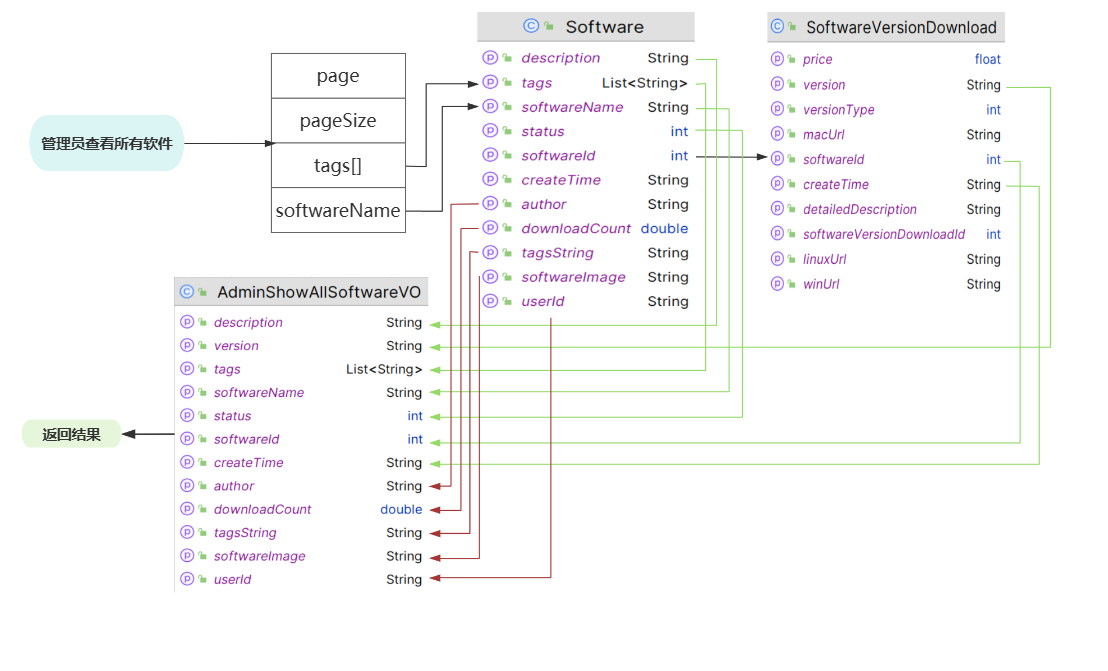 管理员查看所有软件
page
pageSize
tags[]
softwareName
C Software
p description String
p tags List<String>
p softwareName String
p status int
p softwareId int
p createTime String
p author String
p downloadCount double
p tagsString String
p softwareImage String
p userId String
C SoftwareVersionDownload
p price float
p version String
p versionType int
p macUrl String
p softwareId int
p createTime String
p detailedDescription String
p softwareVersionDownloadId int
p linuxUrl String
p winUrl String
C AdminShowAllSoftwareVO
p description String
p version String
p tags List<String>
p softwareName String
p status int
p softwareId int
p createTime String
p author String
p downloadCount double
p tagsString String
p softwareImage String
p userId String
返回结果